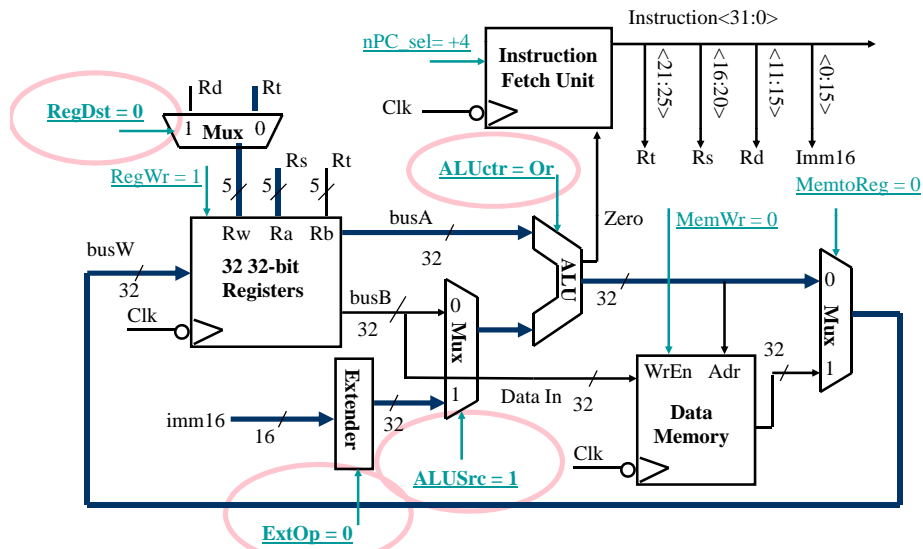 Instruction<31:0>
nPC_sel= +4
Instruction
Fetch Unit
Clk
<21:25>
<16:20>
<11:15>
<0:15>
Rt
Rs
Rd
Imm16
Rd
Rt
RegDst = 0
1
Mux
0
Rs
Rt
RegWr = 1
5
5
5
ALUctr = Or
Zero
MemWr = 0
MemtoReg = 0
busA
Rw
Ra
Rb
32
busW
32
32 32-bit
Registers
Clk
busB
32
0
Mux
1
ALU
32
0
Mux
1
imm16
16
Extender
32
Data In
32
WrEn
Adr
32
Data
Memory
Clk
ALUSrc = 1
ExtOp = 0